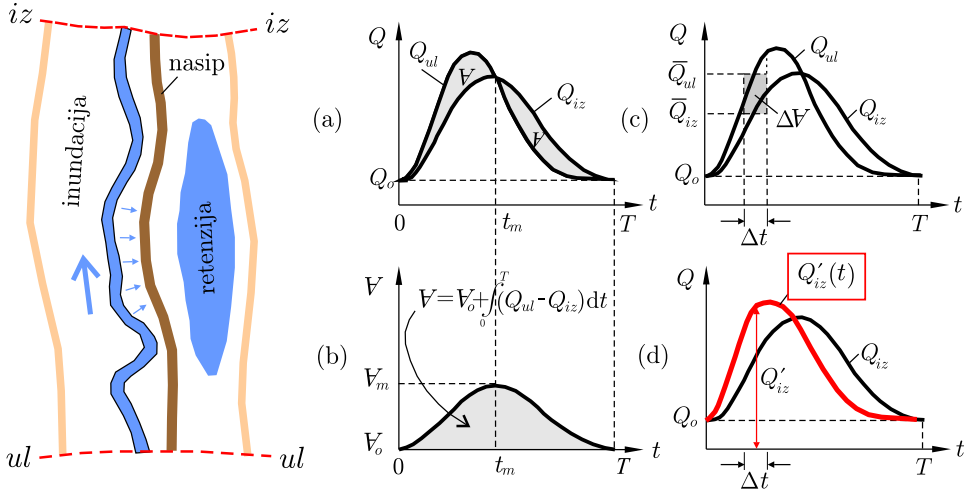 iz
iz
nasip
inundacija
retenzija
ul
ul
(a)
Q
Q_ul
Q_iz
∀
∀
Q_o
0
t_m
T
t
(b)
∀
∀=∀_o+∫_0^T(Q_ul-Q_iz)dt
∀_m
∀_o
0
t_m
T
t
(c)
Q
Q_ul
Q̅_ul
Q̅_iz
Δ∀
Q_iz
Q_o
T
t
Δt
(d)
Q
Q′_iz(t)
Q_iz
Q′_iz
Q_o
T
t
Δt